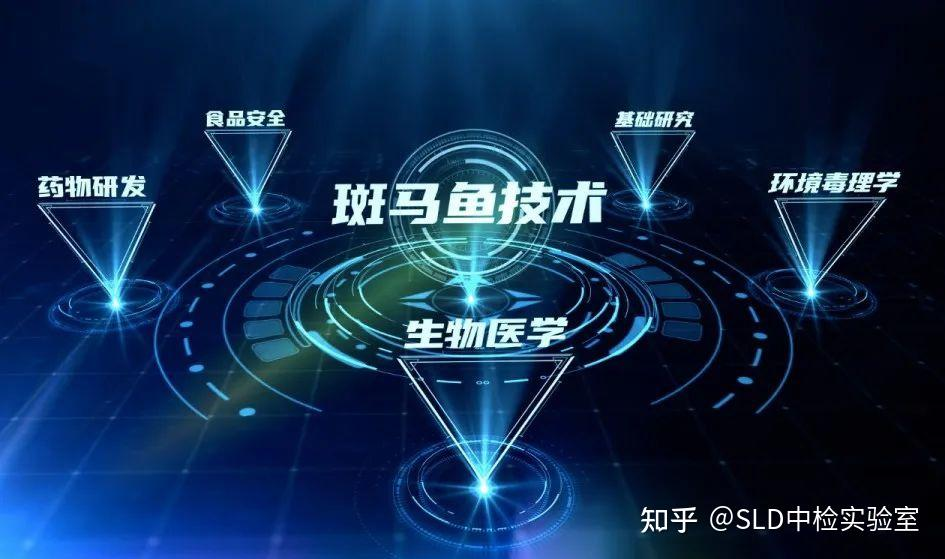 食品安全
基础研究
药物研发
斑马鱼技术
环境毒理学
生物医学
知乎 @SLD中检实验室